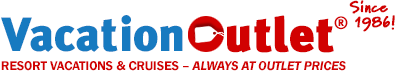 VacationOutlet® Since 1986!
RESORT VACATIONS & CRUISES – ALWAYS AT OUTLET PRICES